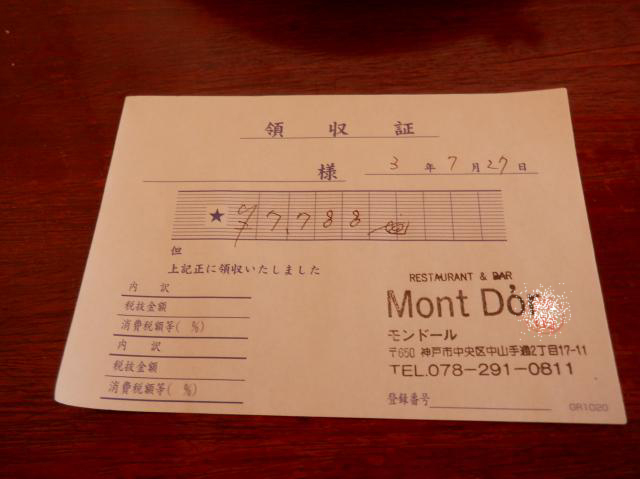 領 収 証
様 3 年 7 月 27 日
★ ¥7,788
但
上記正に領収いたしました
内 訳
税抜金額
消費税額等( %)
内 訳
税抜金額
消費税額等( %)
RESTAURANT & BAR
Mont D'or
モンドール
〒650 神戸市中央区中山手通2丁目17-11
TEL.078-291-0811
登録番号
GR1020